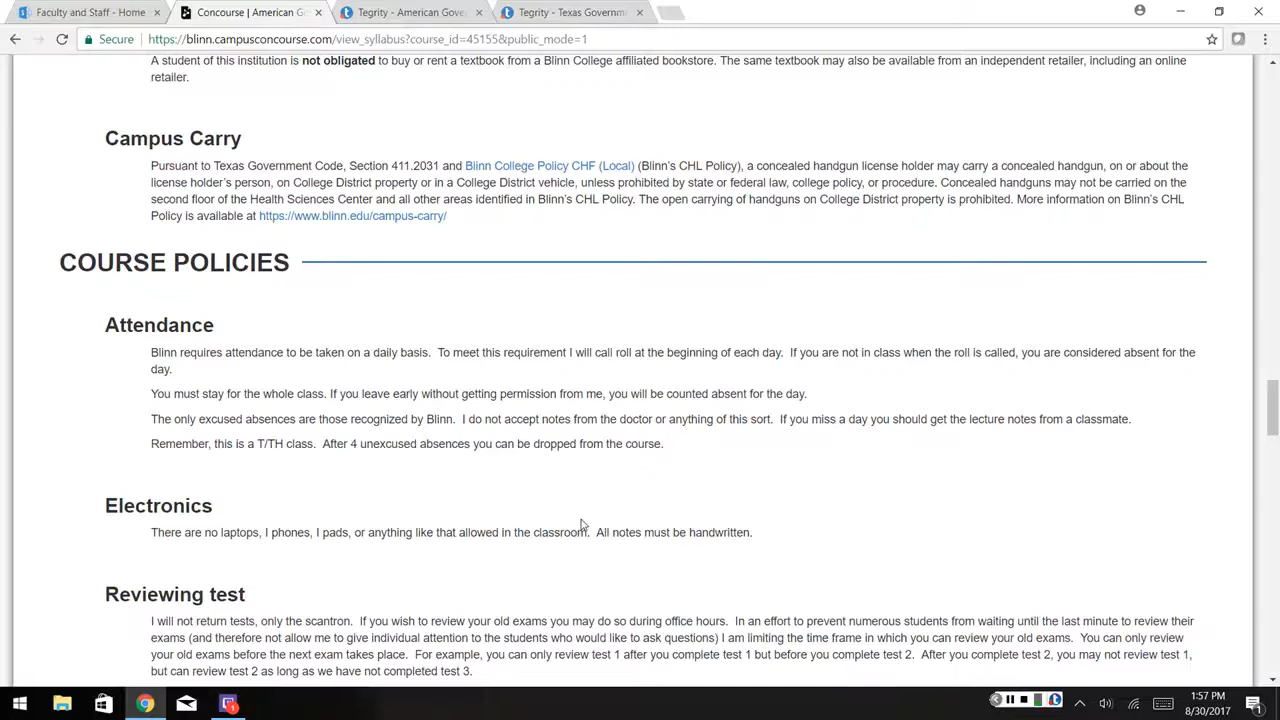 Faculty and Staff - Home
Concourse | American Go
Tegrity - American Gove
Tegrity - Texas Governm
Secure
https://blinn.campusconcourse.com/view_syllabus?course_id=45155&public_mode=1
A student of this institution is not obligated to buy or rent a textbook from a Blinn College affiliated bookstore. The same textbook may also be available from an independent retailer, including an online
retailer.
Campus Carry
Pursuant to Texas Government Code, Section 411.2031 and Blinn College Policy CHF (Local) (Blinn's CHL Policy), a concealed handgun license holder may carry a concealed handgun, on or about the
license holder's person, on College District property or in a College District vehicle, unless prohibited by state or federal law, college policy, or procedure. Concealed handguns may not be carried on the
second floor of the Health Sciences Center and all other areas identified in Blinn's CHL Policy. The open carrying of handguns on College District property is prohibited. More information on Blinn's CHL
Policy is available at https://www.blinn.edu/campus-carry/
COURSE POLICIES
Attendance
Blinn requires attendance to be taken on a daily basis.  To meet this requirement I will call roll at the beginning of each day.  If you are not in class when the roll is called, you are considered absent for the
day.
You must stay for the whole class. If you leave early without getting permission from me, you will be counted absent for the day.
The only excused absences are those recognized by Blinn.  I do not accept notes from the doctor or anything of this sort.  If you miss a day you should get the lecture notes from a classmate.
Remember, this is a T/TH class.  After 4 unexcused absences you can be dropped from the course.
Electronics
There are no laptops, I phones, I pads, or anything like that allowed in the classroom.  All notes must be handwritten.
Reviewing test
I will not return tests, only the scantron.  If you wish to review your old exams you may do so during office hours.  In an effort to prevent numerous students from waiting until the last minute to review their
exams (and therefore not allow me to give individual attention to the students who would like to ask questions) I am limiting the time frame in which you can review your old exams.  You can only review
your old exams before the next exam takes place.  For example, you can only review test 1 after you complete test 1 but before you complete test 2.  After you complete test 2, you may not review test 1,
but can review test 2 as long as we have not completed test 3.
1:57 PM
8/30/2017